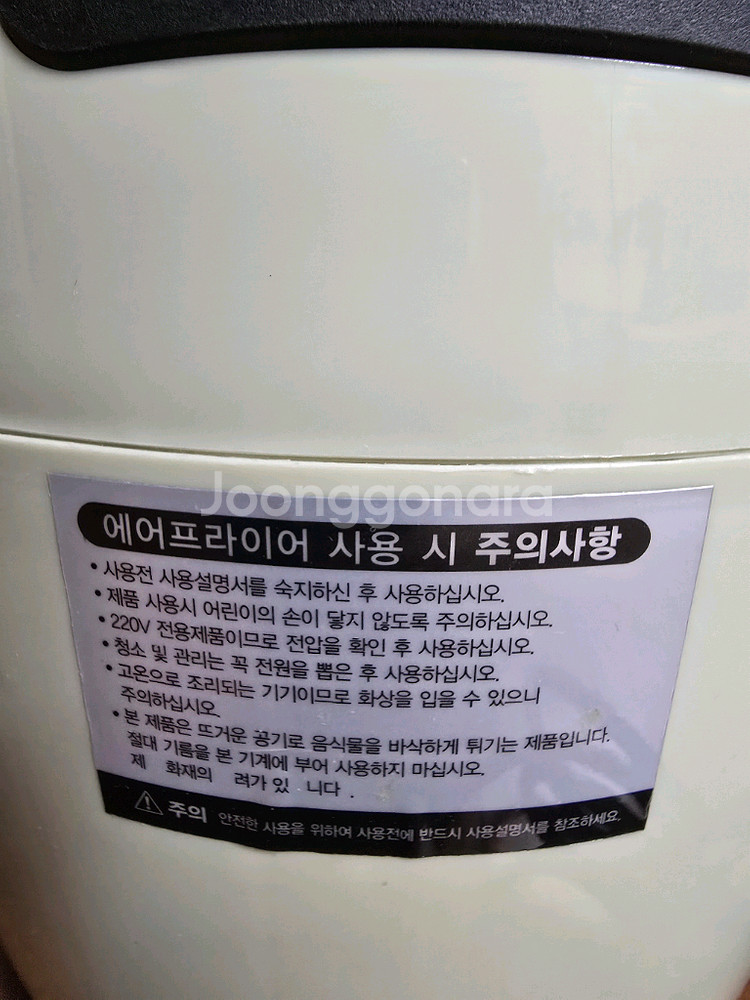 Joonggonara
에어프라이어 사용 시 주의사항
• 사용전 사용설명서를 숙지하신 후 사용하십시오.
• 제품 사용시 어린이의 손이 닿지 않도록 주의하십시오.
• 220V 전용제품이므로 전압을 확인 후 사용하십시오.
• 청소 및 관리는 꼭 전원을 뽑은 후 사용하십시오.
• 고온으로 조리되는 기기이므로 화상을 입을 수 있으니
주의하십시오.
• 본 제품은 뜨거운 공기로 음식물을 바삭하게 튀기는 제품입니다.
절대 기름을 본 기계에 부어 사용하지 마십시오.
제 화재의 려가 있 니다.
⚠ 주의 안전한 사용을 위하여 사용전에 반드시 사용설명서를 참조하세요.